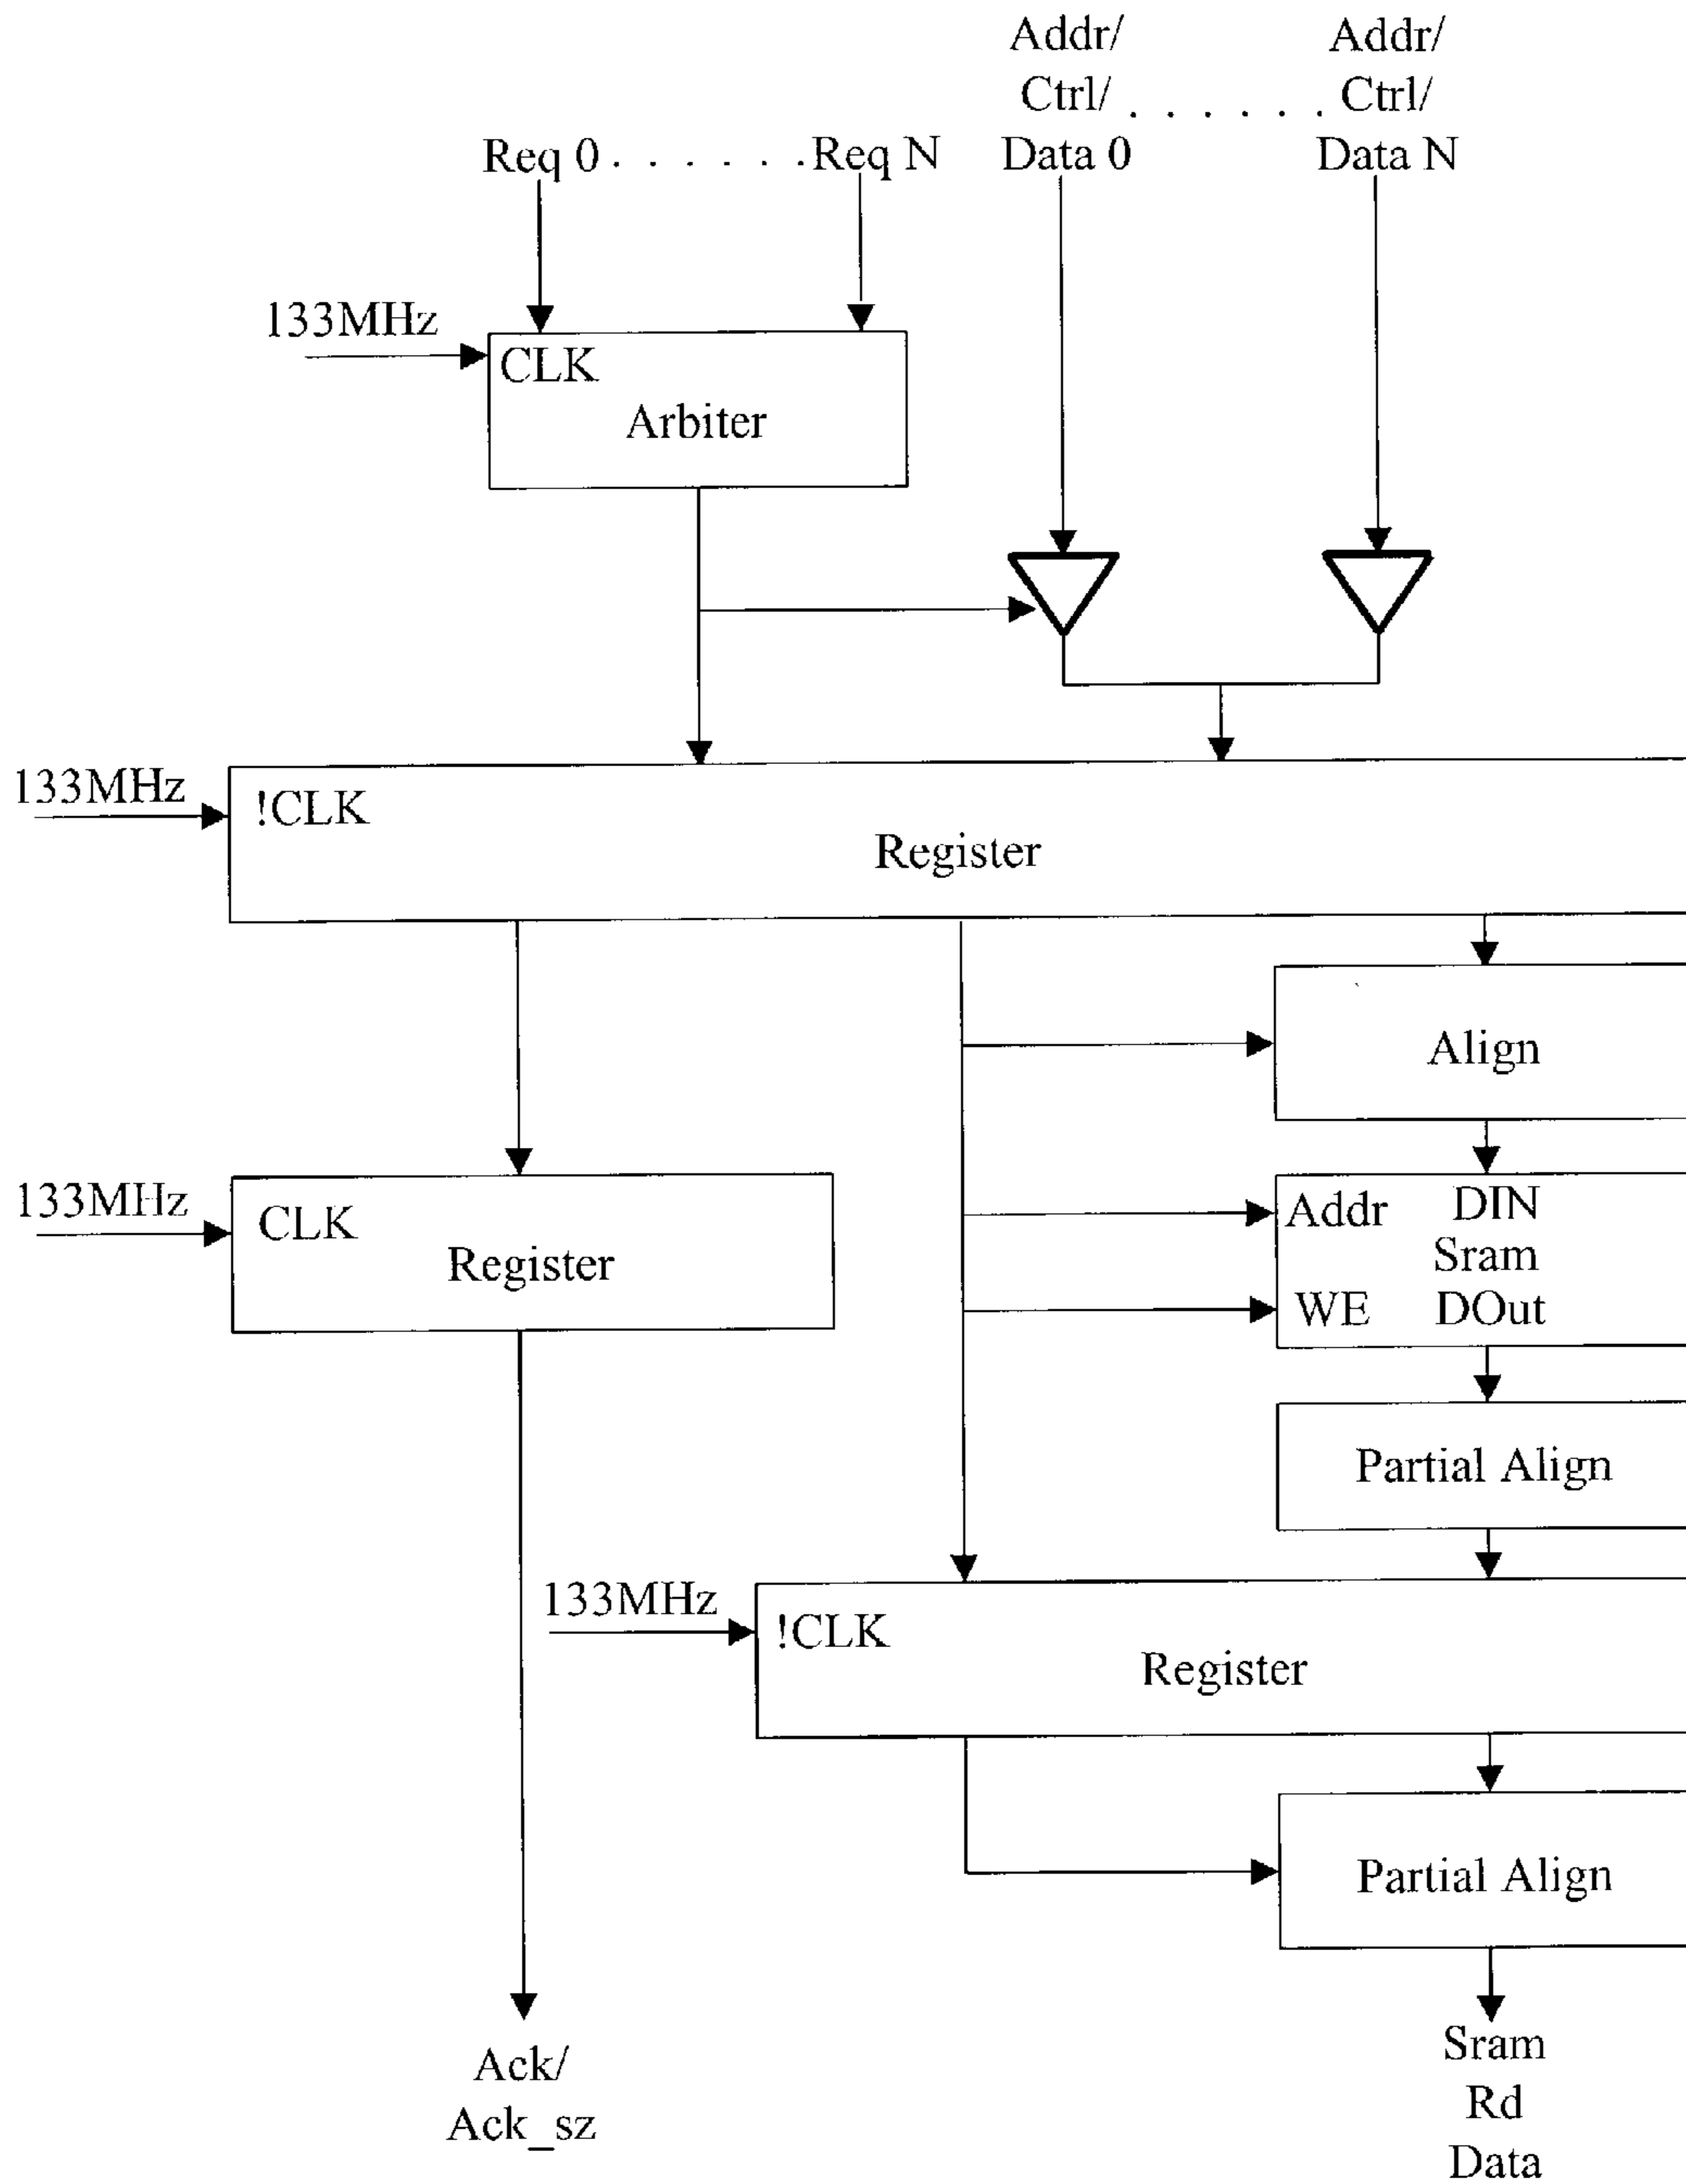 Addr/
Ctrl/
Data 0
. . . . . .
Addr/
Ctrl/
Data N
Req 0 . . . . . . Req N
133MHz
CLK
Arbiter
133MHz
!CLK
Register
Align
133MHz
CLK
Register
Addr DIN
Sram
WE DOut
Partial Align
133MHz
!CLK
Register
Partial Align
Ack/
Ack_sz
Sram
Rd
Data